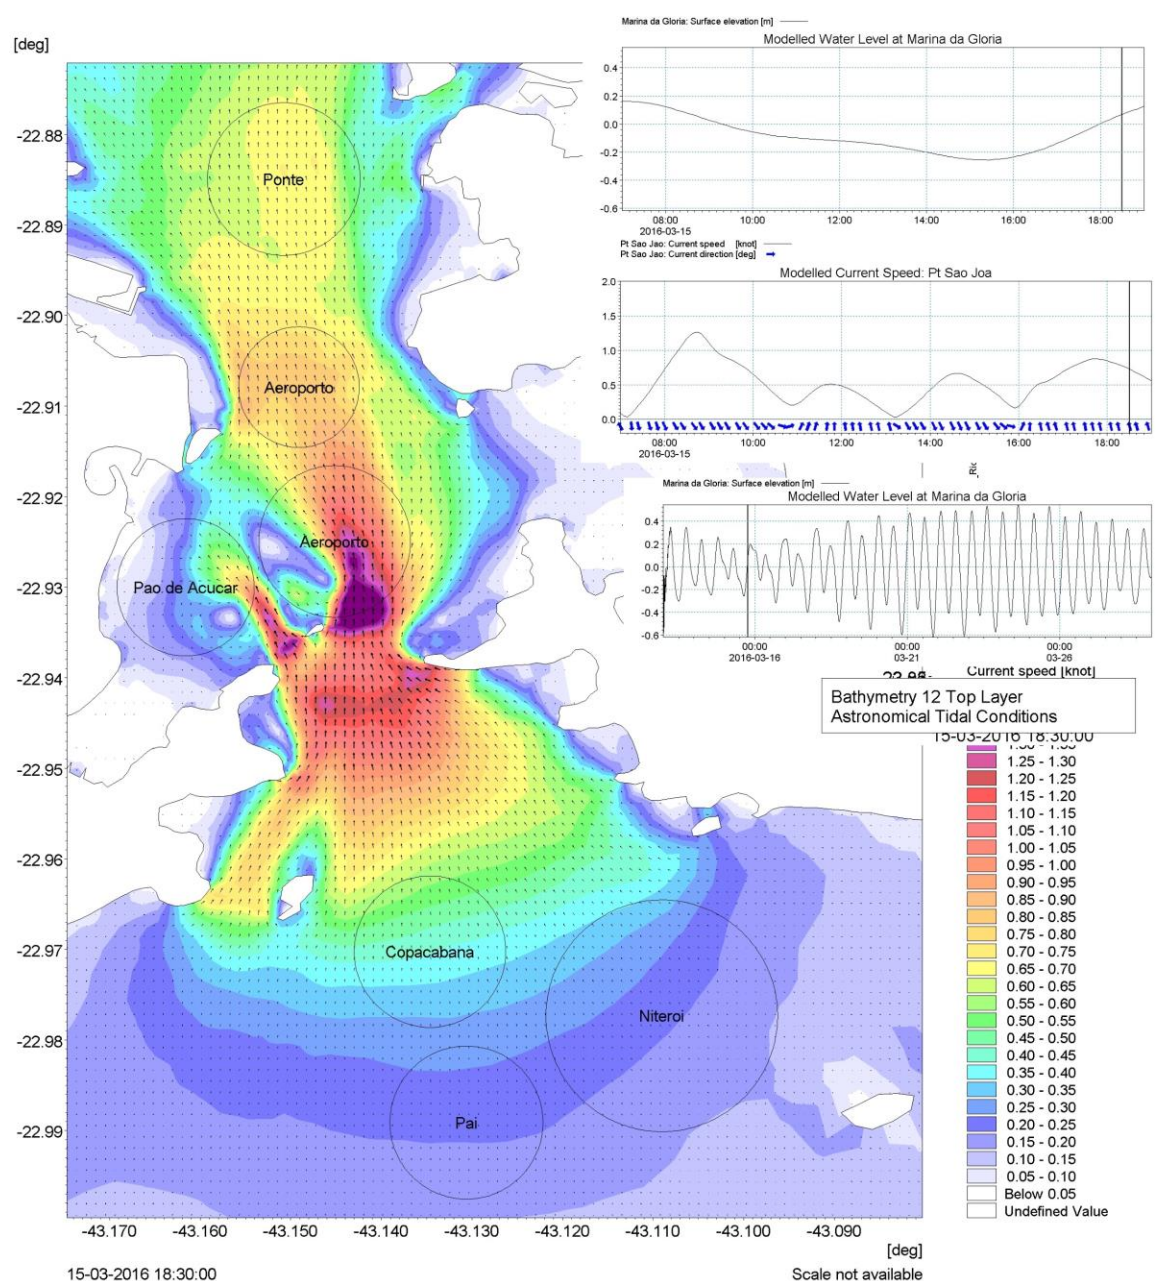 [deg]
-22.88
-22.89
-22.90
-22.91
-22.92
-22.93
-22.94
-22.95
-22.96
-22.97
-22.98
-22.99
Ponte
Aeroporto
Aeroporto
Pao de Acucar
Copacabana
Niteroi
Pai
-43.170 -43.160 -43.150 -43.140 -43.130 -43.120 -43.110 -43.100 -43.090
[deg]
15-03-2016 18:30:00
Scale not available
Marina da Gloria: Surface elevation [m]
Modelled Water Level at Marina da Gloria
0.4
0.2
0.0
-0.2
-0.4
-0.6
08:00 10:00 12:00 14:00 16:00 18:00
2016-03-15
Pt Sao Jao: Current speed [knot]
Pt Sao Jao: Current direction [deg]
Modelled Current Speed: Pt Sao Joa
2.0
1.5
1.0
0.5
0.0
08:00 10:00 12:00 14:00 16:00 18:00
2016-03-15
Marina da Gloria: Surface elevation [m]
Modelled Water Level at Marina da Gloria
0.4
0.2
0.0
-0.2
-0.4
-0.6
00:00 00:00 00:00
2016-03-16 03-21 03-26
Current speed [knot]
Bathymetry 12 Top Layer
Astronomical Tidal Conditions
15-03-2016 18:30:00
1.25 - 1.30
1.20 - 1.25
1.15 - 1.20
1.10 - 1.15
1.05 - 1.10
1.00 - 1.05
0.95 - 1.00
0.90 - 0.95
0.85 - 0.90
0.80 - 0.85
0.75 - 0.80
0.70 - 0.75
0.65 - 0.70
0.60 - 0.65
0.55 - 0.60
0.50 - 0.55
0.45 - 0.50
0.40 - 0.45
0.35 - 0.40
0.30 - 0.35
0.25 - 0.30
0.20 - 0.25
0.15 - 0.20
0.10 - 0.15
0.05 - 0.10
Below 0.05
Undefined Value